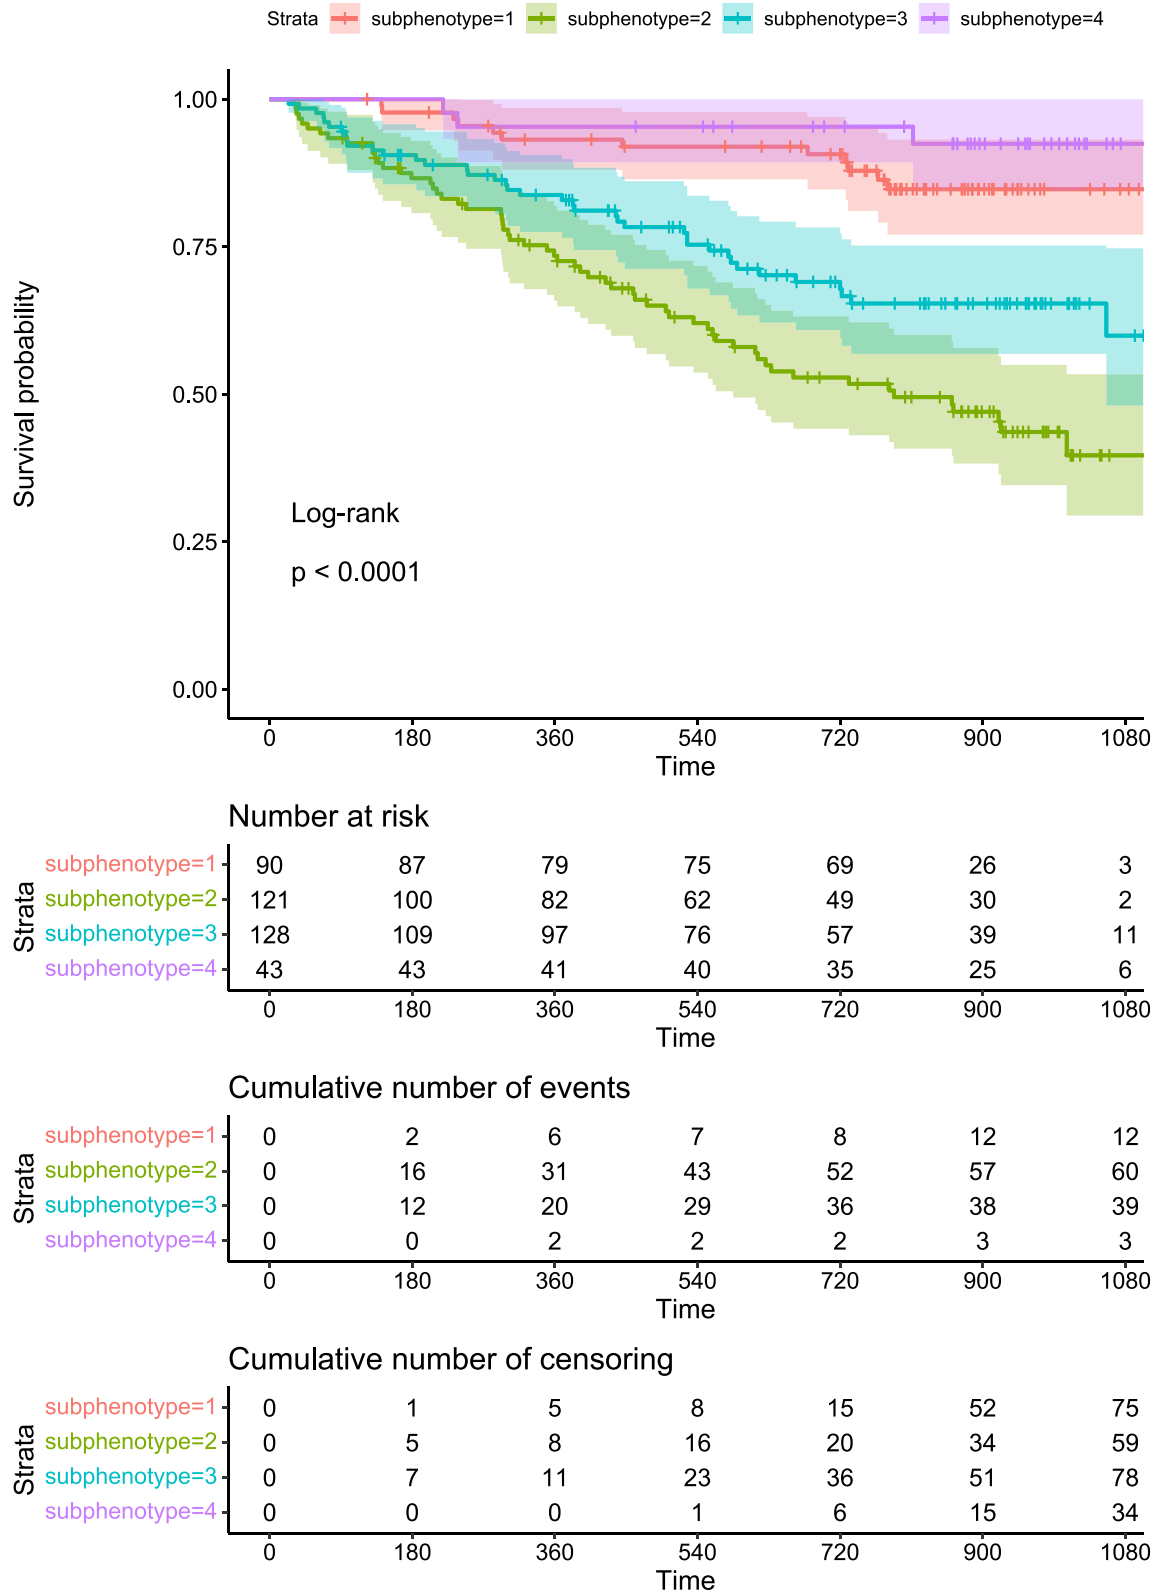 Strata subphenotype=1 subphenotype=2 subphenotype=3 subphenotype=4
Survival probability
1.00
0.75
0.50
0.25
0.00
Log-rank
p < 0.0001
0 180 360 540 720 900 1080
Time
Number at risk
Strata
subphenotype=1 90 87 79 75 69 26 3
subphenotype=2 121 100 82 62 49 30 2
subphenotype=3 128 109 97 76 57 39 11
subphenotype=4 43 43 41 40 35 25 6
0 180 360 540 720 900 1080
Time
Cumulative number of events
Strata
subphenotype=1 0 2 6 7 8 12 12
subphenotype=2 0 16 31 43 52 57 60
subphenotype=3 0 12 20 29 36 38 39
subphenotype=4 0 0 2 2 2 3 3
0 180 360 540 720 900 1080
Time
Cumulative number of censoring
Strata
subphenotype=1 0 1 5 8 15 52 75
subphenotype=2 0 5 8 16 20 34 59
subphenotype=3 0 7 11 23 36 51 78
subphenotype=4 0 0 0 1 6 15 34
0 180 360 540 720 900 1080
Time